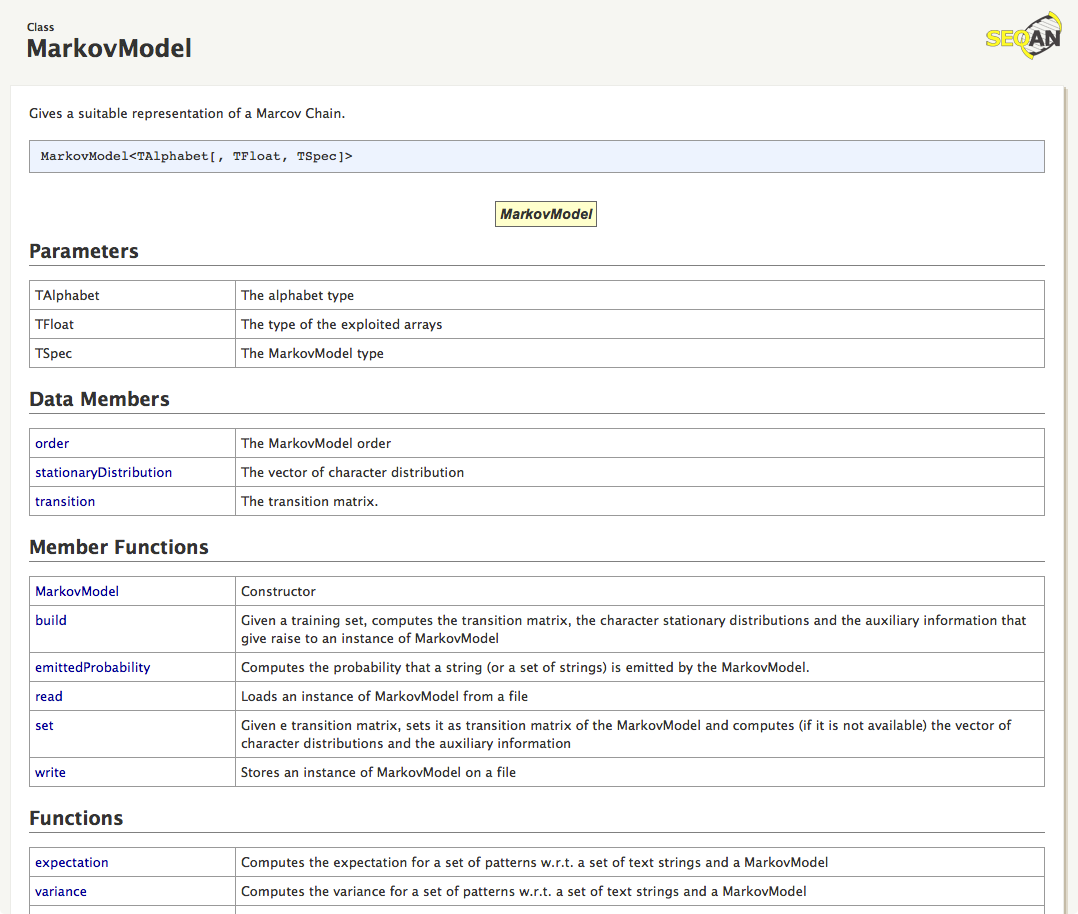 Class
MarkovModel
SEQAN
Gives a suitable representation of a Marcov Chain.
MarkovModel<TAlphabet[, TFloat, TSpec]>
MarkovModel
Parameters
TAlphabet The alphabet type
TFloat The type of the exploited arrays
TSpec The MarkovModel type
Data Members
order The MarkovModel order
stationaryDistribution The vector of character distribution
transition The transition matrix.
Member Functions
MarkovModel Constructor
build Given a training set, computes the transition matrix, the character stationary distributions and the auxiliary information that
give raise to an instance of MarkovModel
emittedProbability Computes the probability that a string (or a set of strings) is emitted by the MarkovModel.
read Loads an instance of MarkovModel from a file
set Given e transition matrix, sets it as transition matrix of the MarkovModel and computes (if it is not available) the vector of
character distributions and the auxiliary information
write Stores an instance of MarkovModel on a file
Functions
expectation Computes the expectation for a set of patterns w.r.t. a set of text strings and a MarkovModel
variance Computes the variance for a set of patterns w.r.t. a set of text strings and a MarkovModel